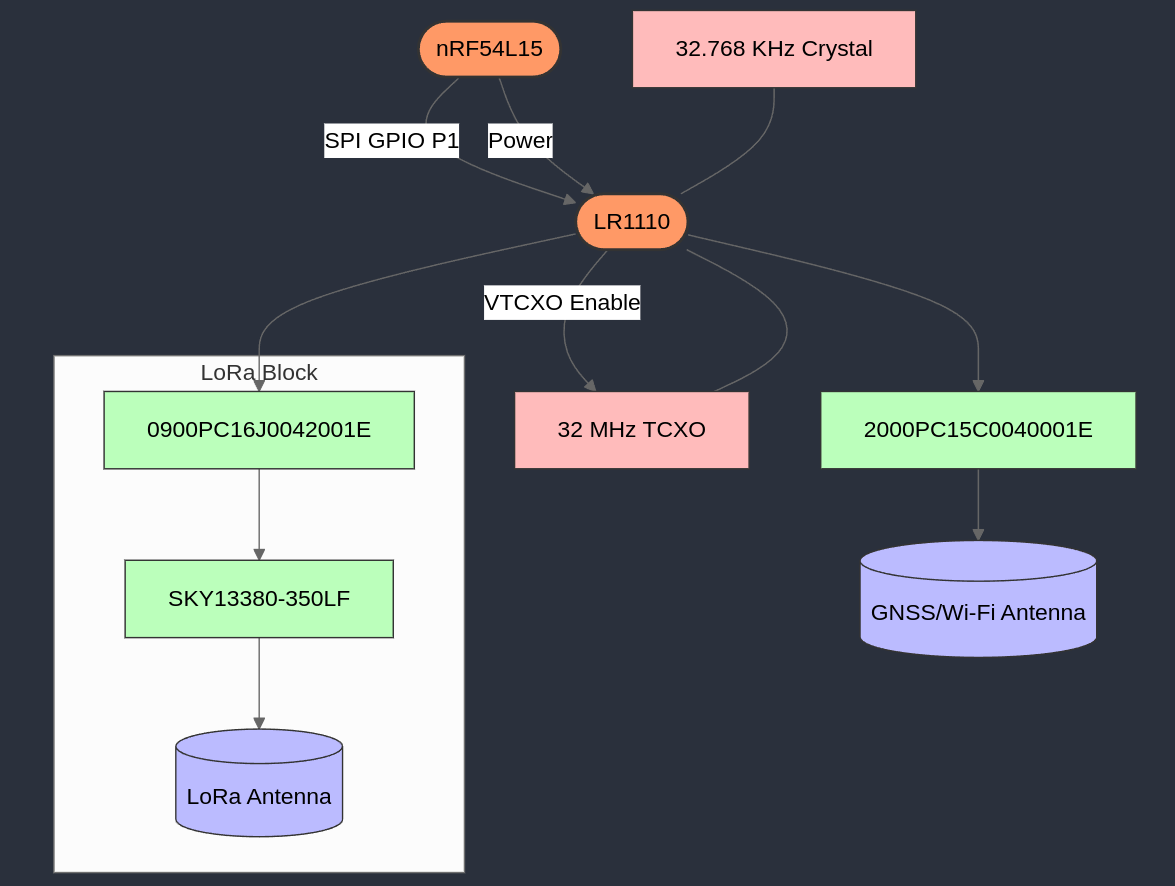 nRF54L15
32.768 KHz Crystal
SPI GPIO P1
Power
LR1110
VTCXO Enable
LoRa Block
0900PC16J0042001E
32 MHz TCXO
2000PC15C0040001E
SKY13380-350LF
GNSS/Wi-Fi Antenna
LoRa Antenna